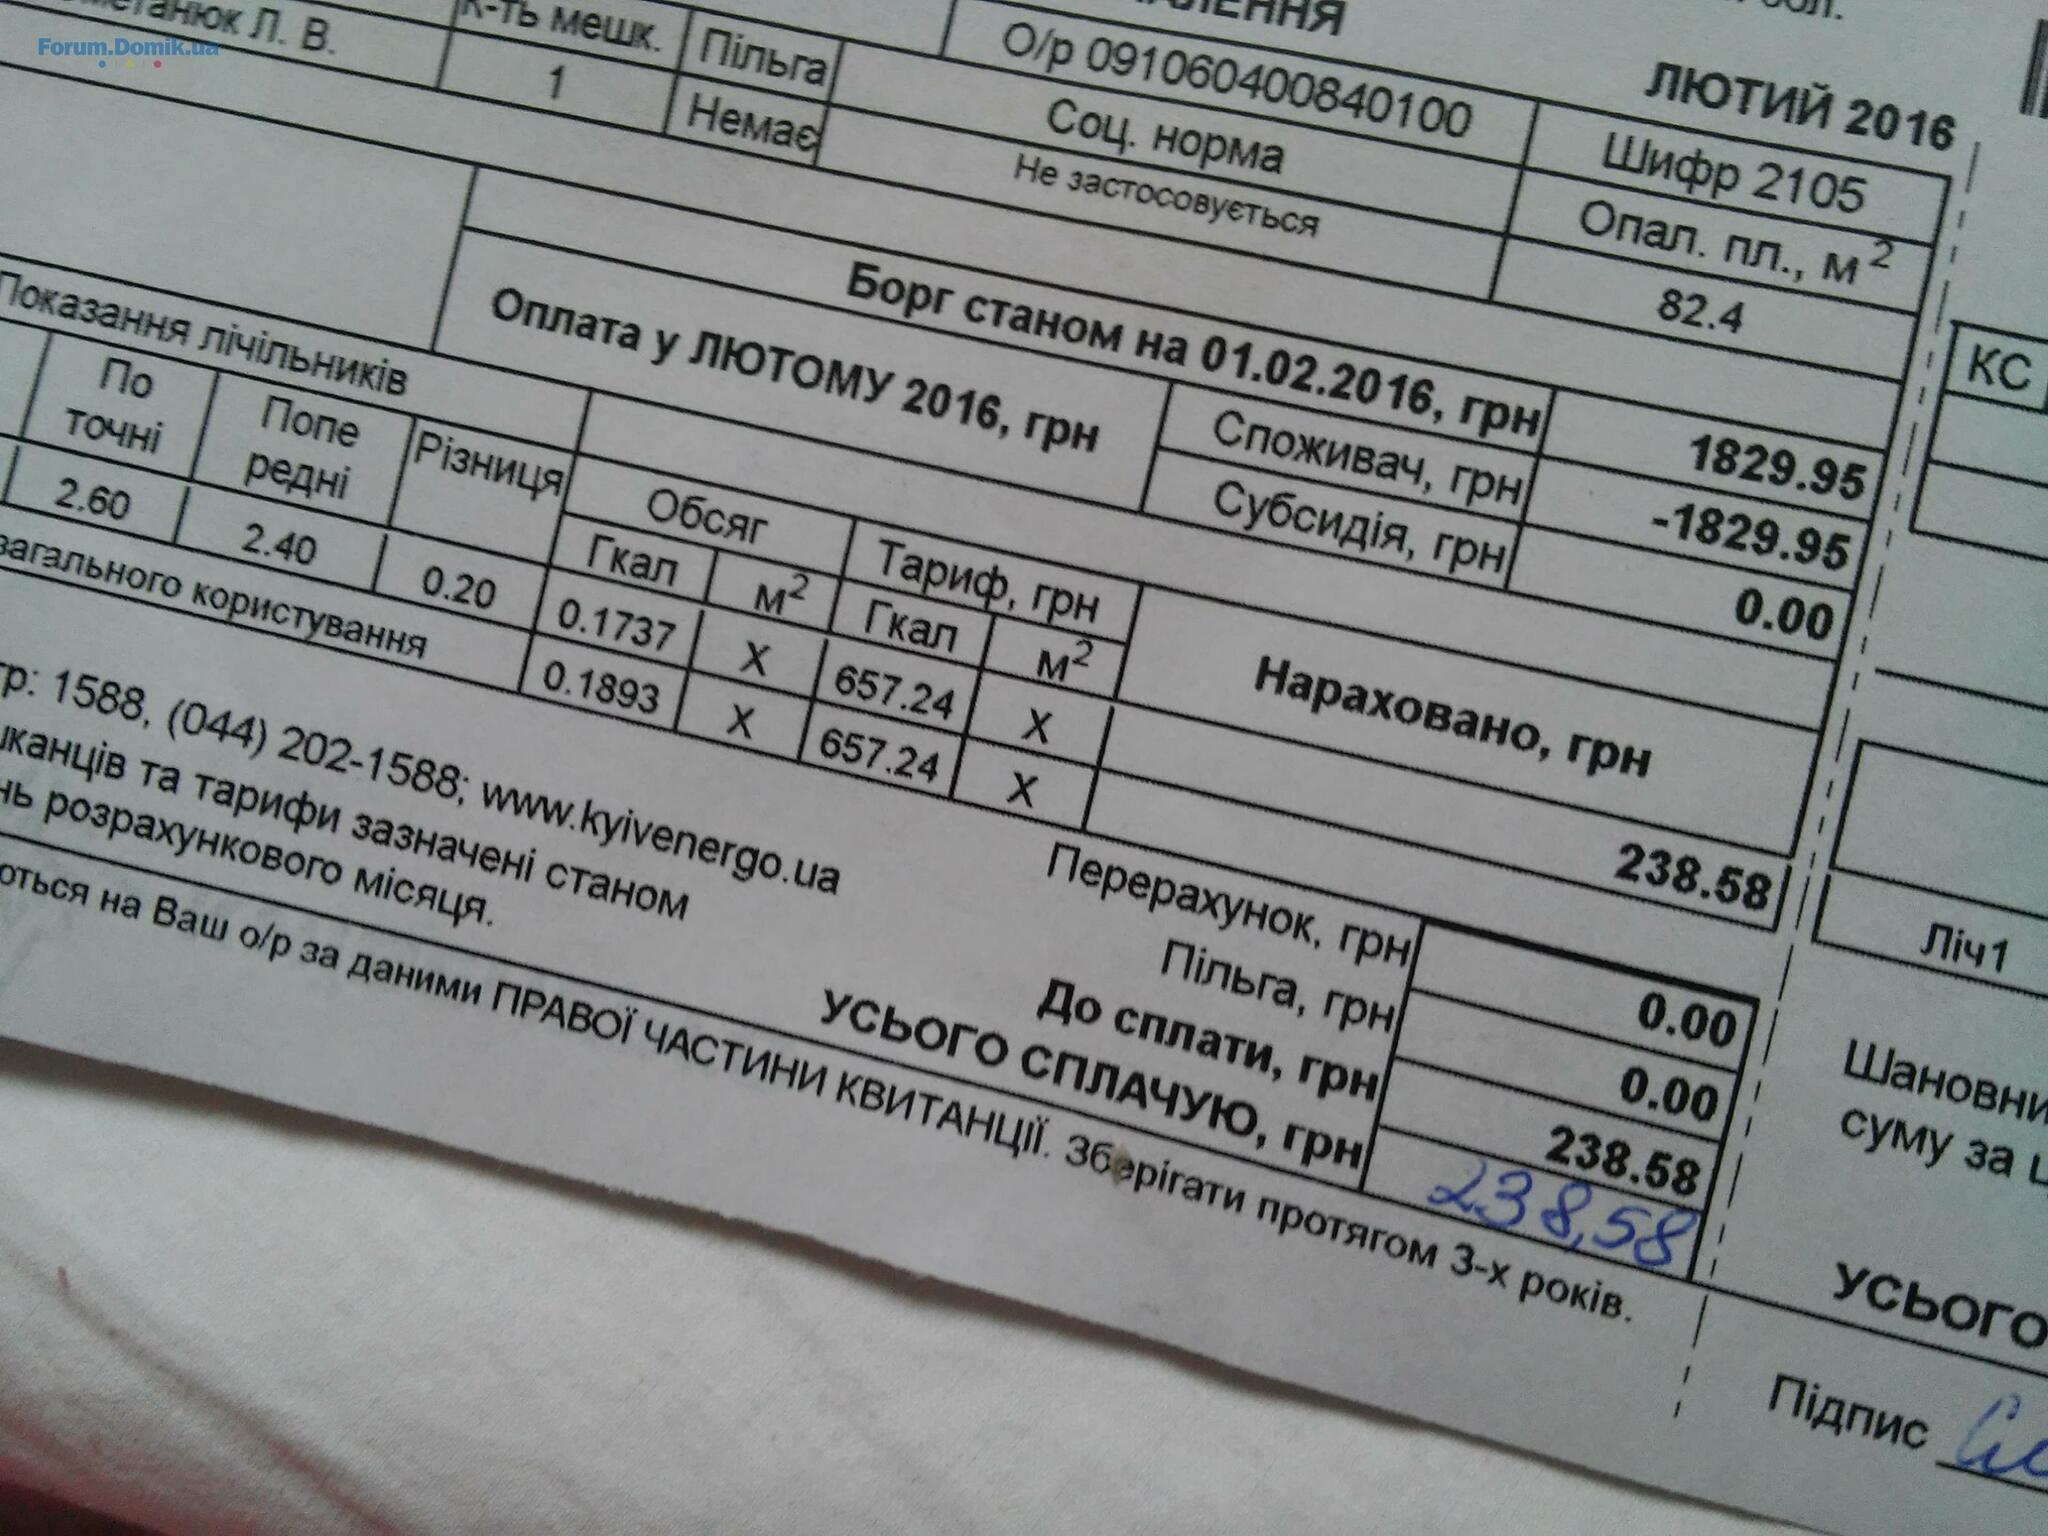 Forum.Domik.ua
О/р 091060400840100
ЛЮТИЙ 2016
Л. В.
мешк.
Пільга
Соц. норма
Шифр 2105
1
Немає
Не застосовується
Опал. пл., м²
82.4
Борг станом на 01.02.2016, грн
1829.95
Оплата у ЛЮТОМУ 2016, грн
Споживач, грн
-1829.95
Субсидія, грн
0.00
КС
Показання лічильників
По точні
Попе редні
Різниця
Обсяг
Тариф, грн
Нараховано, грн
Гкал
м²
Гкал
м²
2.60
2.40
0.20
0.1737
X
657.24
X
загального користування
0.1893
X
657.24
X
238.58
1588, (044) 202-1588; www.kyivenergo.ua
та тарифи зазначені станом
розрахункового місяця.
Перерахунок, грн
0.00
Пільга, грн
0.00
До сплати, грн
238.58
УСЬОГО СПЛАЧУЮ, грн
238,58
на Ваш о/р за даними ПРАВОЇ ЧАСТИНИ КВИТАНЦІЇ. Зберігати протягом 3-х років.
Ліч1
суму за
УСЬОГО
Підпис